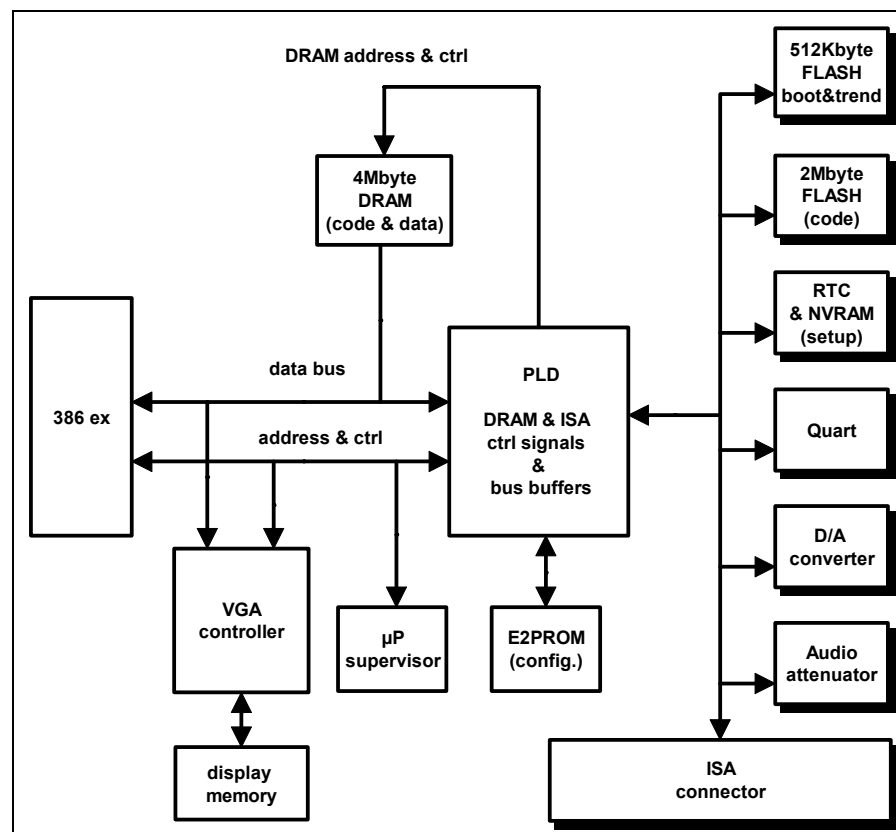 DRAM address & ctrl
512Kbyte
FLASH
boot&trend
4Mbyte
DRAM
(code & data)
2Mbyte
FLASH
(code)
RTC
& NVRAM
(setup)
386 ex
data bus
address & ctrl
PLD
DRAM & ISA
ctrl signals
&
bus buffers
Quart
D/A
converter
VGA
controller
µP
supervisor
E2PROM
(config.)
Audio
attenuator
display
memory
ISA
connector